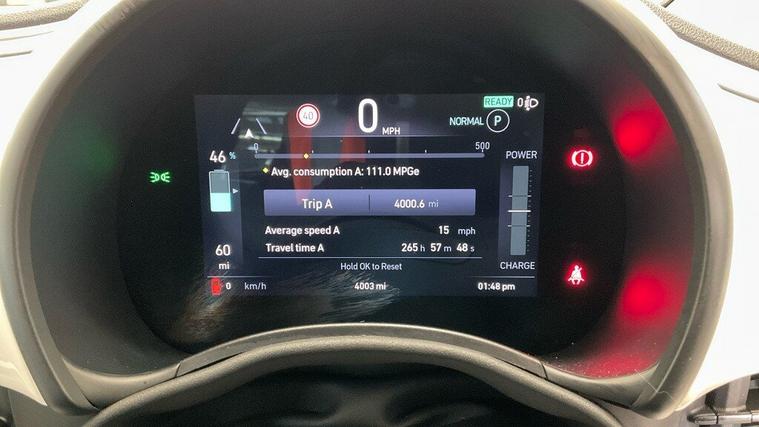 READY 0
40
0 MPH
NORMAL P
46 %
0 500
POWER
Avg. consumption A: 111.0 MPGe
Trip A 4000.6 mi
Average speed A 15 mph
Travel time A 265 h 57 m 48 s
60
mi
Hold OK to Reset
CHARGE
0 km/h
4003 mi
01:48 pm